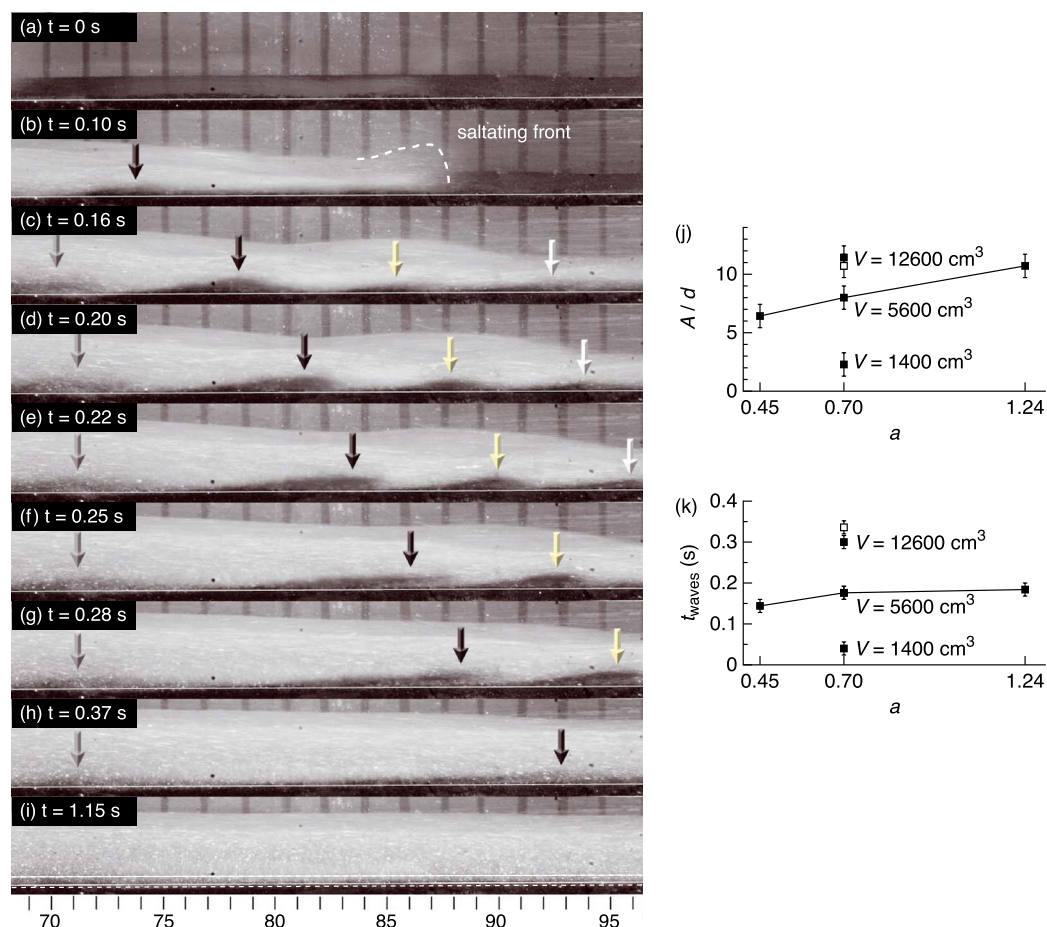 (a) t = 0 s
(b) t = 0.10 s
saltating front
(c) t = 0.16 s
(d) t = 0.20 s
(e) t = 0.22 s
(f) t = 0.25 s
(g) t = 0.28 s
(h) t = 0.37 s
(i) t = 1.15 s
70 75 80 85 90 95
(j)
A / d
10
5
0
V = 12600 cm³
V = 5600 cm³
V = 1400 cm³
0.45 0.70 1.24
a
(k)
t_waves (s)
0.4
0.3
0.2
0.1
0
V = 12600 cm³
V = 5600 cm³
V = 1400 cm³
0.45 0.70 1.24
a